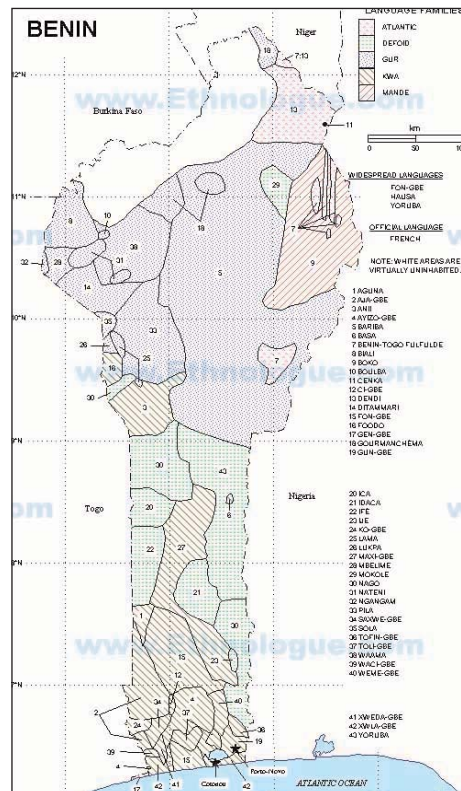 BENIN
LANGUAGE FAMILIES
ATLANTIC
DEFOID
GUR
KWA
MANDE
km
0
50
Niger
Burkina Faso
Togo
Nigeria
12°N
11°N
10°N
9°N
8°N
7°N
www.Ethnologue.com
WIDESPREAD LANGUAGES
FON-GBE
HAUSA
YORUBA
OFFICIAL LANGUAGE
FRENCH
NOTE: WHITE AREAS ARE
VIRTUALLY UNINHABITED.
1 AGUNA
2 AJA-GBE
3 ANII
4 AYIZO-GBE
5 BARIBA
6 BASA
7 BENIN-TOGO FULFULDE
8 BIALI
9 BOKO
10 BOULBA
11 CENKA
12 CI-GBE
13 DENDI
14 DITAMMARI
15 FON-GBE
16 FOODO
17 GEN-GBE
18 GOURMANCHÉMA
19 GUN-GBE
20 ICA
21 IDACA
22 IFÈ
23 IJE
24 KO-GBE
25 LAMA
26 LUKPA
27 MAXI-GBE
28 MBELIME
29 MOKOLE
30 NAGO
31 NATENI
32 NGANGAM
33 PILA
34 SAXWE-GBE
35 SOLA
36 TOFIN-GBE
37 TOLI-GBE
38 WAAMA
39 WACI-GBE
40 WEME-GBE
41 XWEDA-GBE
42 XWLA-GBE
43 YORUBA
Porto-Novo
Cotonou
ATLANTIC OCEAN